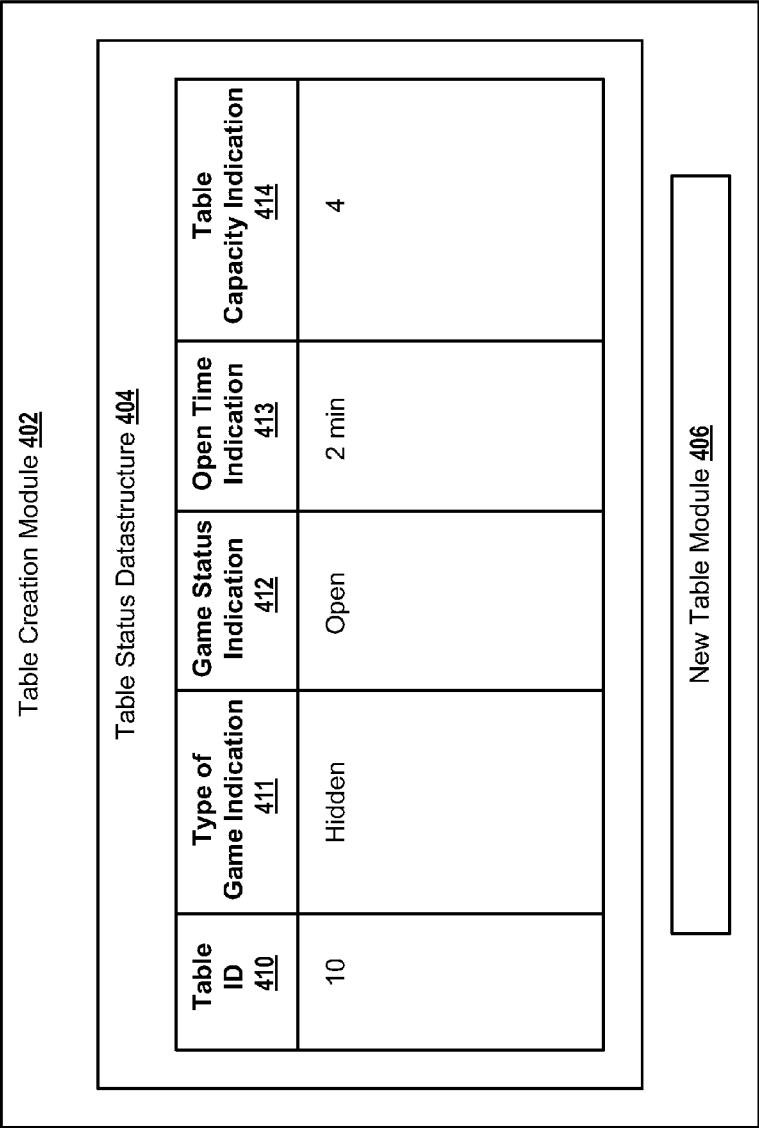 Table Creation Module 402
Table Status Datastructure 404
Table
ID
410
Type of
Game Indication
411
Game Status
Indication
412
Open Time
Indication
413
Table
Capacity Indication
414
10
Hidden
Open
2 min
4
New Table Module 406